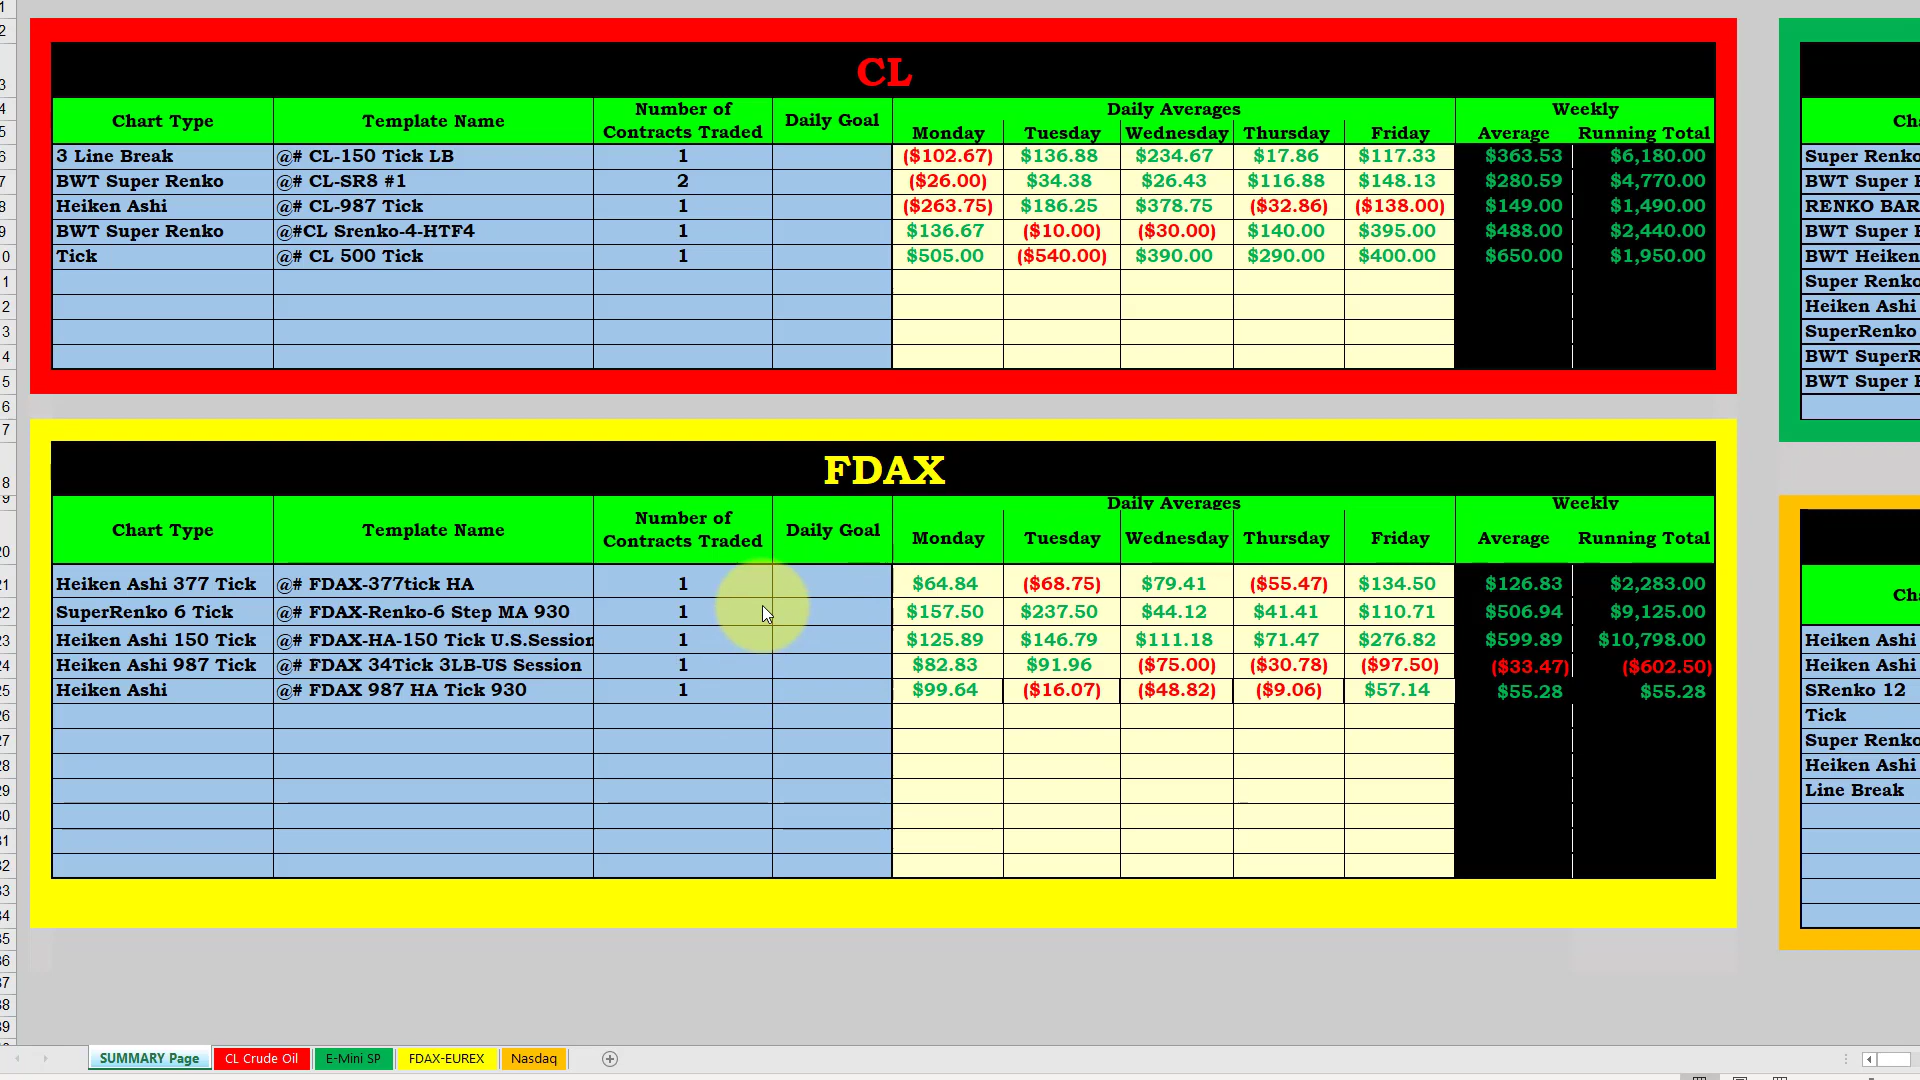 CL
Chart Type Template Name Number of Contracts Traded Daily Goal Daily Averages Weekly
Monday Tuesday Wednesday Thursday Friday Average Running Total
3 Line Break @# CL-150 Tick LB 1 ($102.67) $136.88 $234.67 $17.86 $117.33 $363.53 $6,180.00
BWT Super Renko @# CL-SR8 #1 2 ($26.00) $34.38 $26.43 $116.88 $148.13 $280.59 $4,770.00
Heiken Ashi @# CL-987 Tick 1 ($263.75) $186.25 $378.75 ($32.86) ($138.00) $149.00 $1,490.00
BWT Super Renko @#CL Srenko-4-HTF4 1 $136.67 ($10.00) ($30.00) $140.00 $395.00 $488.00 $2,440.00
Tick @# CL 500 Tick 1 $505.00 ($540.00) $390.00 $290.00 $400.00 $650.00 $1,950.00
FDAX
Chart Type Template Name Number of Contracts Traded Daily Goal Daily Averages Weekly
Monday Tuesday Wednesday Thursday Friday Average Running Total
Heiken Ashi 377 Tick @# FDAX-377tick HA 1 $64.84 ($68.75) $79.41 ($55.47) $134.50 $126.83 $2,283.00
SuperRenko 6 Tick @# FDAX-Renko-6 Step MA 930 1 $157.50 $237.50 $44.12 $41.41 $110.71 $506.94 $9,125.00
Heiken Ashi 150 Tick @# FDAX-HA-150 Tick U.S.Session 1 $125.89 $146.79 $111.18 $71.47 $276.82 $599.89 $10,798.00
Heiken Ashi 987 Tick @# FDAX 34Tick 3LB-US Session 1 $82.83 $91.96 ($75.00) ($30.78) ($97.50) ($33.47) ($602.50)
Heiken Ashi @# FDAX 987 HA Tick 930 1 $99.64 ($16.07) ($48.82) ($9.06) $57.14 $55.28 $55.28
Super Renko
BWT Super
RENKO BAR
BWT Super
BWT Heiken
Super Renko
Heiken Ashi
SuperRenko
BWT SuperR
BWT Super
Heiken Ashi
Heiken Ashi
SRenko 12
Tick
Super Renko
Heiken Ashi
Line Break
SUMMARY Page CL Crude Oil E-Mini SP FDAX-EUREX Nasdaq